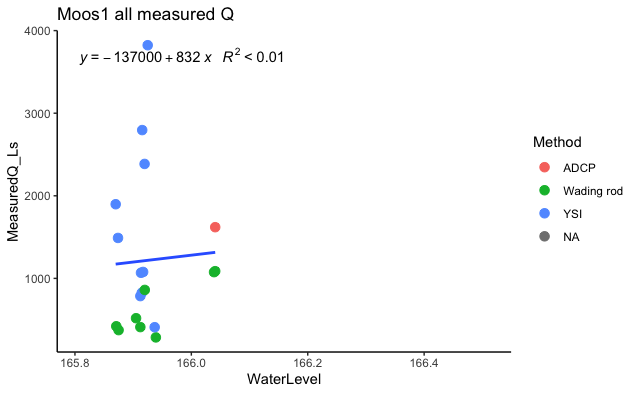 Moos1 all measured Q
y = − 137000 + 832 x R² < 0.01
4000
3000
2000
1000
MeasuredQ_Ls
165.8 166.0 166.2 166.4
WaterLevel
Method
ADCP
Wading rod
YSI
NA